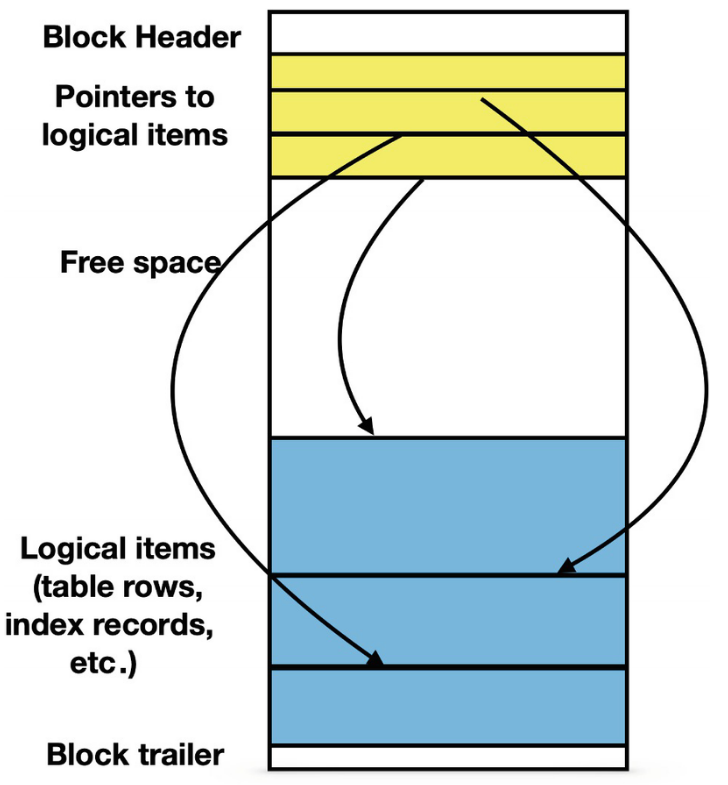 Block Header
Pointers to
logical items
Free space
Logical items
(table rows,
index records,
etc.)
Block trailer